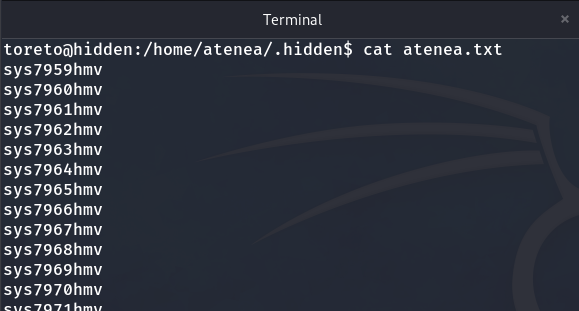 Terminal
×
toreto@hidden:/home/atenea/.hidden$ cat atenea.txt
sys7959hmv
sys7960hmv
sys7961hmv
sys7962hmv
sys7963hmv
sys7964hmv
sys7965hmv
sys7966hmv
sys7967hmv
sys7968hmv
sys7969hmv
sys7970hmv
sys7971hmv